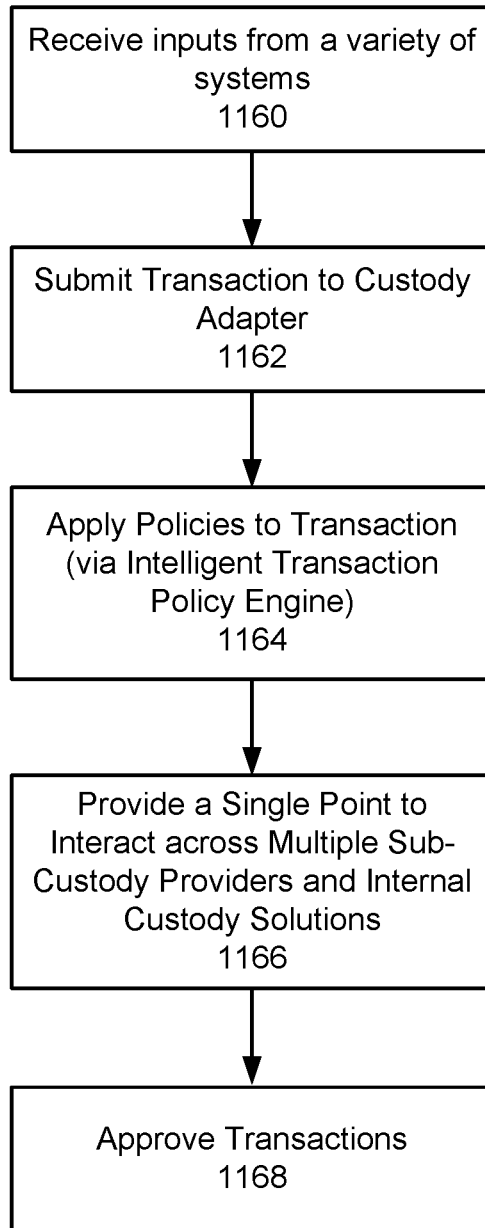 Receive inputs from a variety of
systems
1160
Submit Transaction to Custody
Adapter
1162
Apply Policies to Transaction
(via Intelligent Transaction
Policy Engine)
1164
Provide a Single Point to
Interact across Multiple Sub-
Custody Providers and Internal
Custody Solutions
1166
Approve Transactions
1168